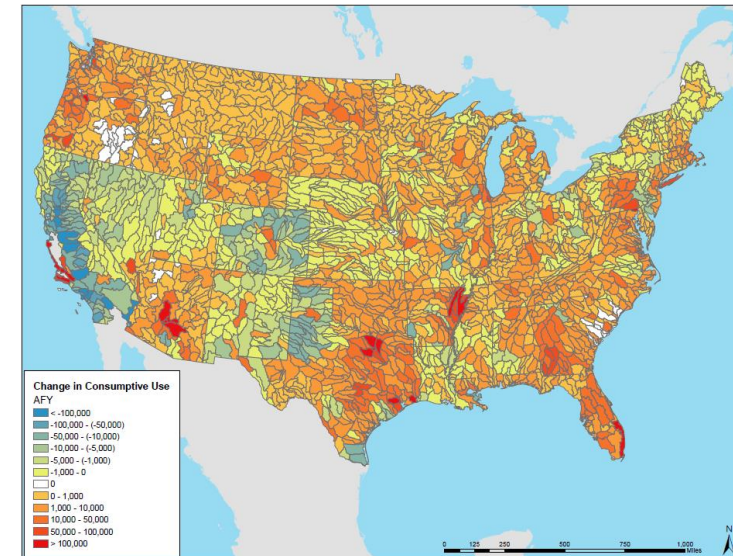 Change in Consumptive Use
AFY
< -100,000
-100,000 - (-50,000)
-50,000 - (-10,000)
-10,000 - (-5,000)
-5,000 - (-1,000)
-1,000 - 0
0
0 - 1,000
1,000 - 10,000
10,000 - 50,000
50,000 - 100,000
> 100,000
N
0 125 250 500 750 1,000
Miles